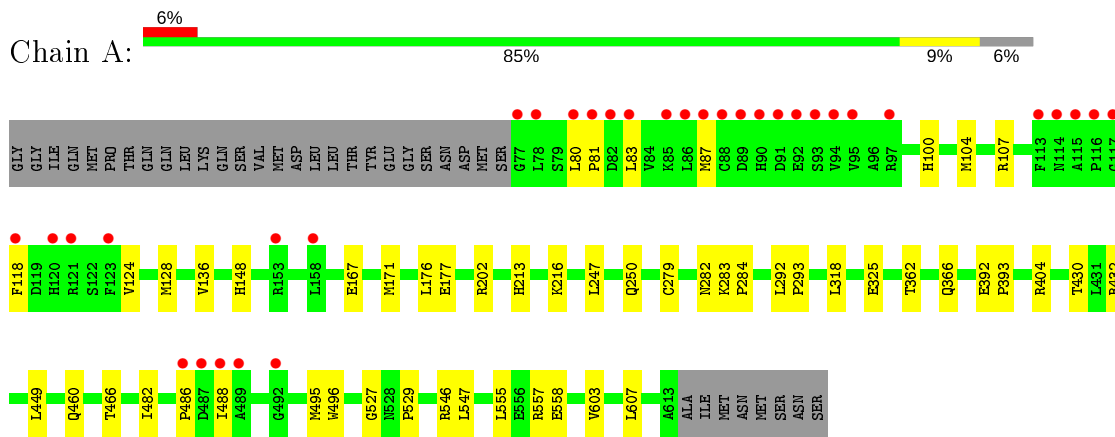 Chain A:
6%
85%
9%
6%
GLY GLY ILE GLN MET PRO THR GLN GLN LEU LYS GLN SER VAL MET ASP LEU LEU THR TYR GLU GLY SER ASN ASP MET SER G77 L78 S79 L80 P81 D82 L83 V84 K85 L86 M87 C88 D89 H90 D91 E92 S93 V94 V95 A96 R97 H100 M104 R107 F113 N114 A115 P116 G117
F118 D119 H120 R121 S122 F123 V124 M128 V136 H148 R153 L158 E167 M171 L176 E177 R202 H213 K216 L247 Q250 C279 N282 K283 P284 L292 P293 L318 E325 T362 Q366 E392 P393 R404 T430 L431
L449 Q460 T466 I482 P486 D487 I488 A489 G492 M495 W496 G527 N528 P529 R546 L547 L555 E556 R557 E558 V603 L607 A613 ALA ILE MET ASN MET SER ASN SER